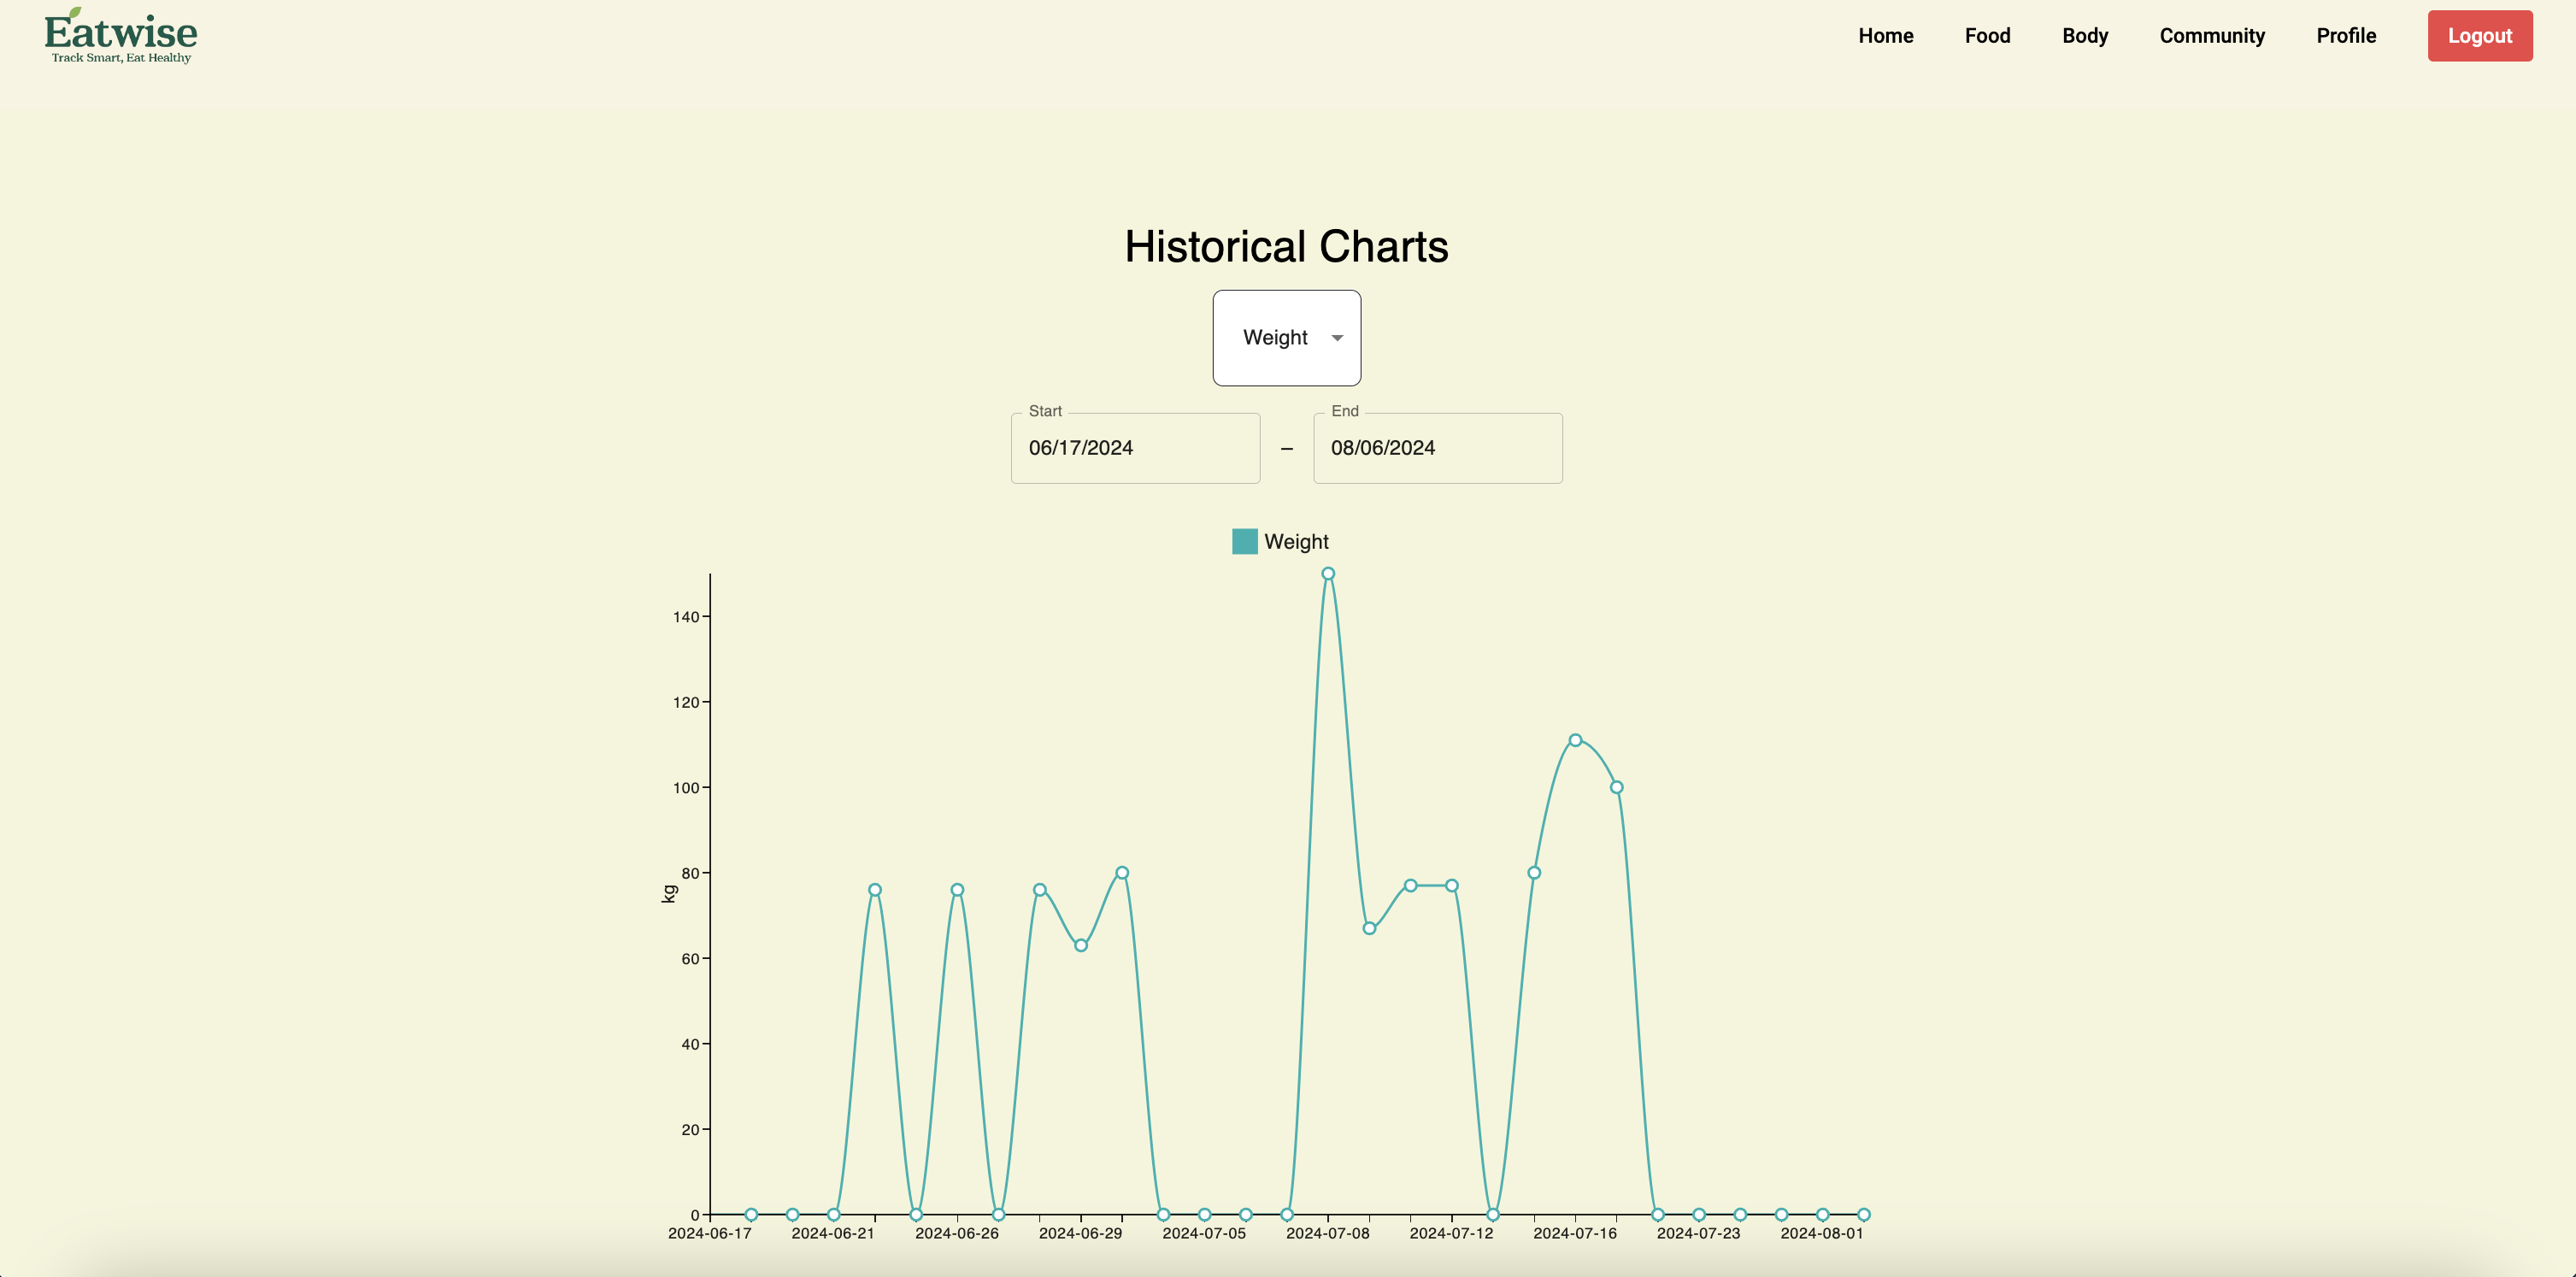 Eatwise
Track Smart, Eat Healthy
Home Food Body Community Profile Logout
Historical Charts
Weight
Start End
06/17/2024 – 08/06/2024
Weight
140
120
100
80
kg
60
40
20
0
2024-06-17 2024-06-21 2024-06-26 2024-06-29 2024-07-05 2024-07-08 2024-07-12 2024-07-16 2024-07-23 2024-08-01